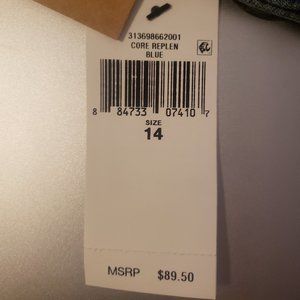 313698662001
CORE REPLEN
BLUE
8 84733 07410 7
SIZE
14
MSRP $89.50